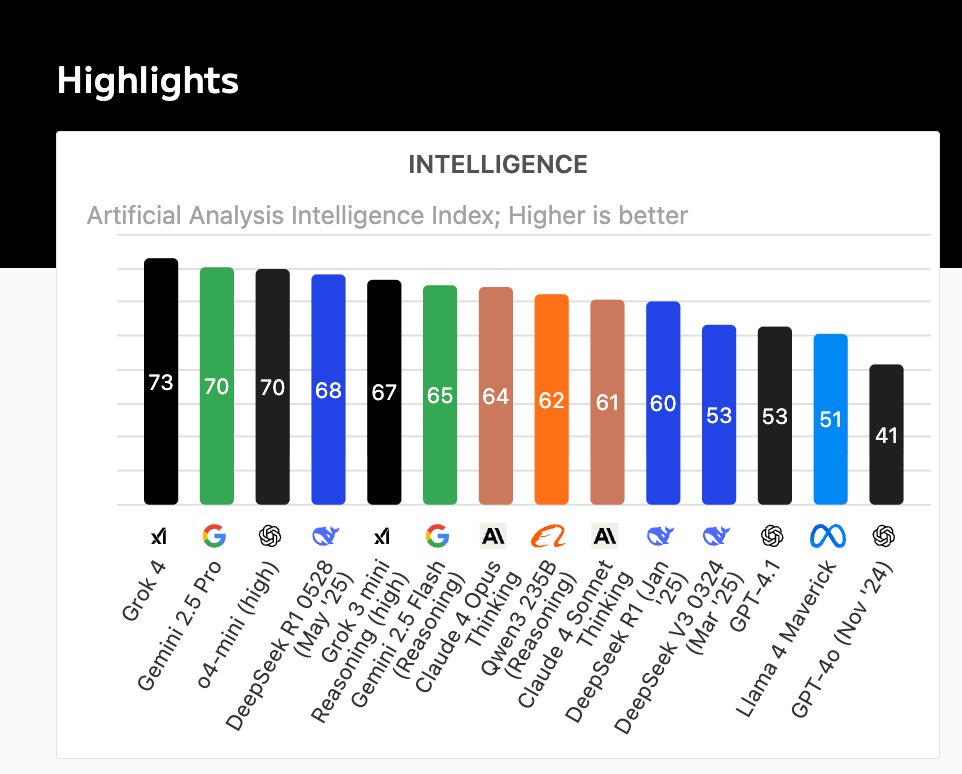 Highlights
INTELLIGENCE
Artificial Analysis Intelligence Index; Higher is better
73
70
70
68
67
65
64
62
61
60
53
53
51
41
Grok 4
Gemini 2.5 Pro
o4-mini (high)
DeepSeek R1 0528
(May '25)
Grok 3 mini
Reasoning (high)
Gemini 2.5 Flash
(Reasoning)
Claude 4 Opus
Thinking
Qwen3 235B
(Reasoning)
Claude 4 Sonnet
Thinking
DeepSeek R1 (Jan
'25)
DeepSeek V3 0324
(Mar '25)
GPT-4.1
Llama 4 Maverick
GPT-4o (Nov '24)